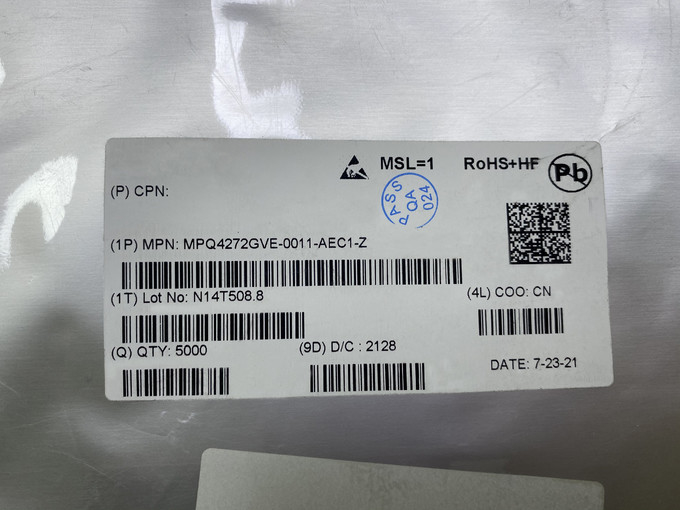 MSL=1 RoHS+HF Pb
(P) CPN:
PASS
QA
024
(1P) MPN: MPQ4272GVE-0011-AEC1-Z
(1T) Lot No: N14T508.8
(4L) COO: CN
(Q) QTY: 5000
(9D) D/C : 2128
DATE: 7-23-21